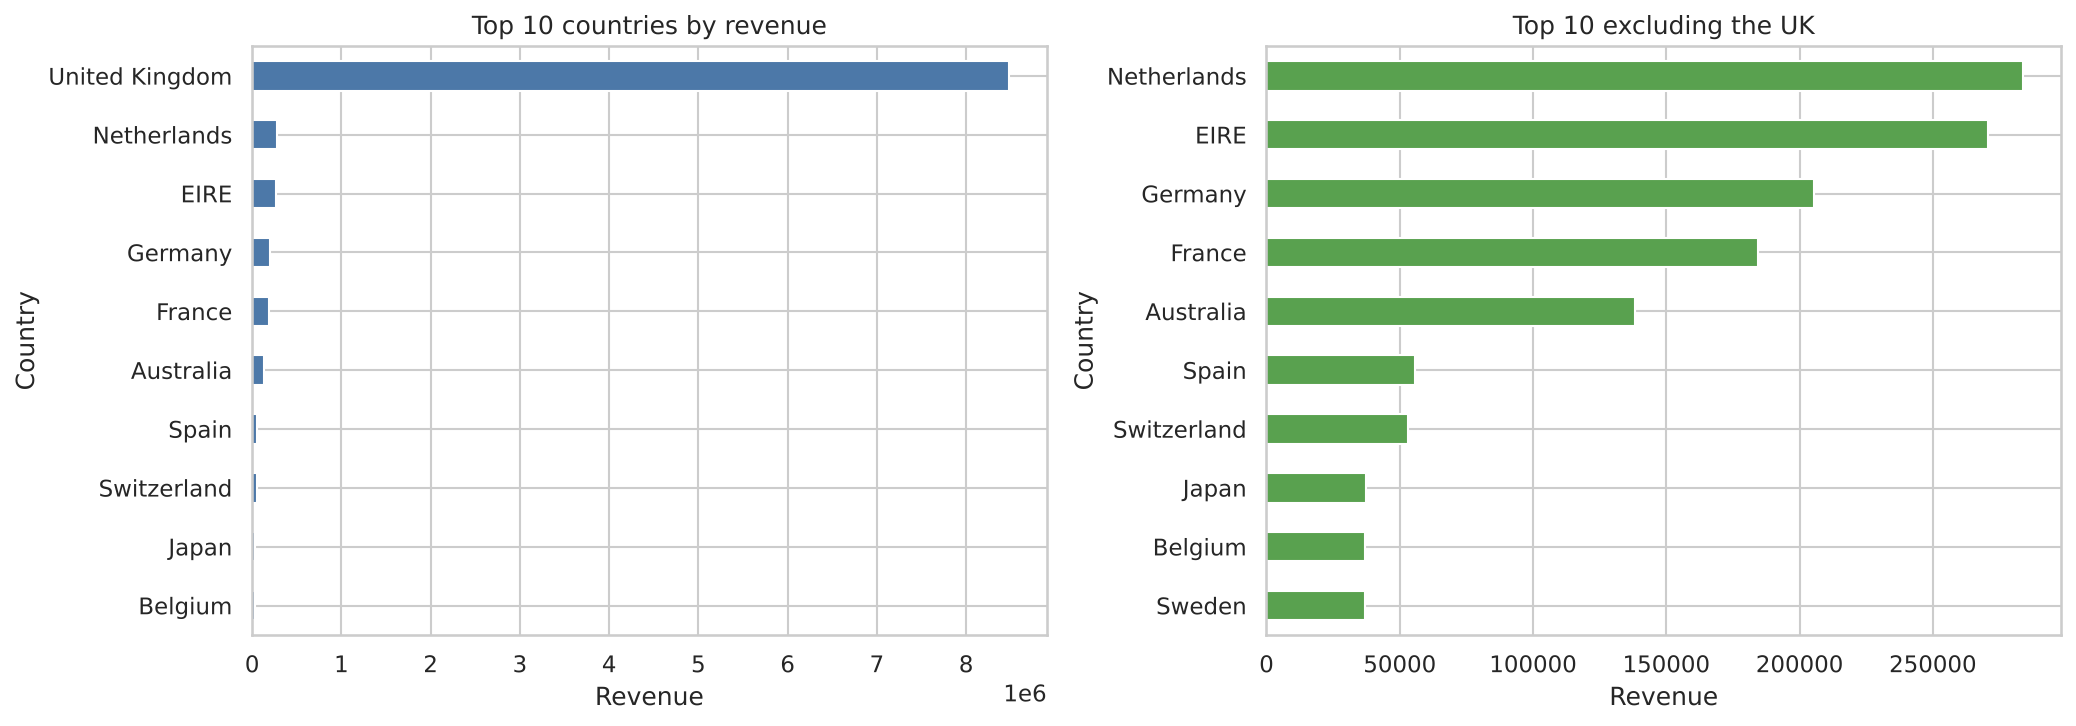 Top 10 countries by revenue
Country
United Kingdom
Netherlands
EIRE
Germany
France
Australia
Spain
Switzerland
Japan
Belgium
0 1 2 3 4 5 6 7 8
1e6
Revenue
Top 10 excluding the UK
Country
Netherlands
EIRE
Germany
France
Australia
Spain
Switzerland
Japan
Belgium
Sweden
0 50000 100000 150000 200000 250000
Revenue